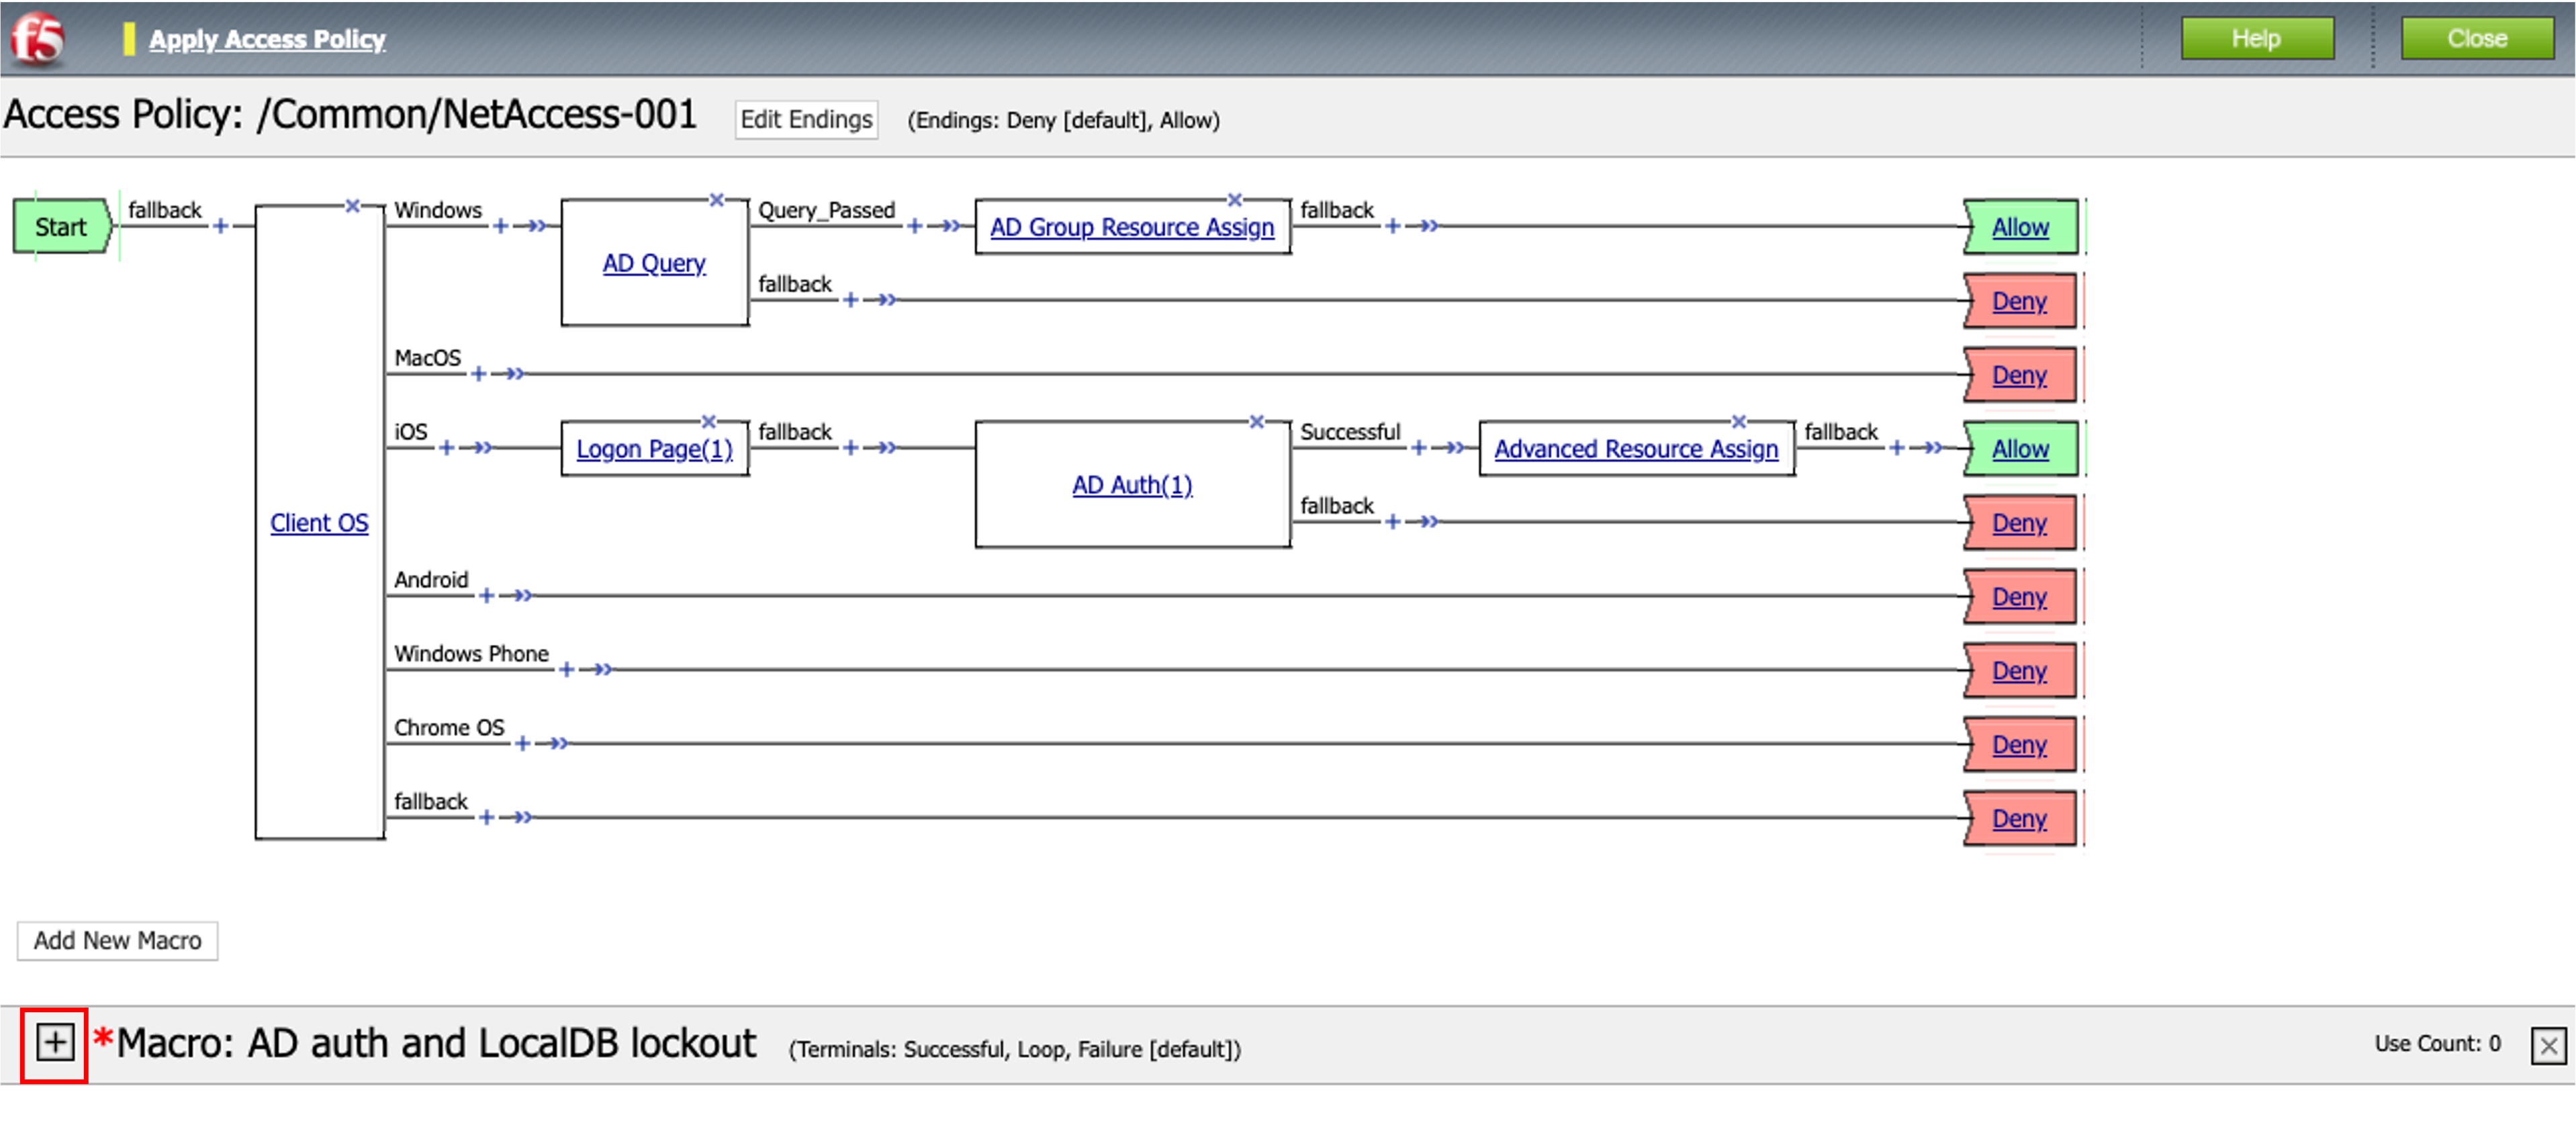 f5 Apply Access Policy Help Close
Access Policy: /Common/NetAccess-001 Edit Endings (Endings: Deny [default], Allow)
Start fallback + Windows + Query_Passed + AD Group Resource Assign fallback + Allow
AD Query
fallback + Deny
MacOS + Deny
iOS + Logon Page(1) fallback + Successful + Advanced Resource Assign fallback + Allow
AD Auth(1)
Client OS fallback + Deny
Android + Deny
Windows Phone + Deny
Chrome OS + Deny
fallback + Deny
Add New Macro
+ *Macro: AD auth and LocalDB lockout (Terminals: Successful, Loop, Failure [default]) Use Count: 0